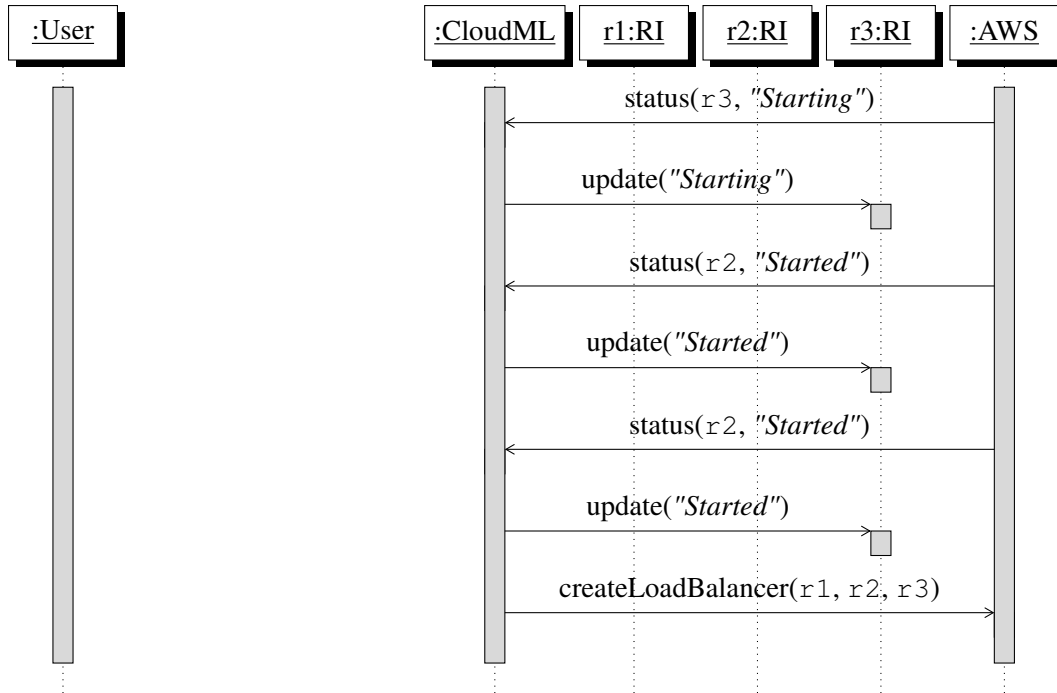 :User :CloudML r1:RI r2:RI r3:RI :AWS
status(r3, "Starting")
update("Starting")
status(r2, "Started")
update("Started")
status(r2, "Started")
update("Started")
createLoadBalancer(r1, r2, r3)